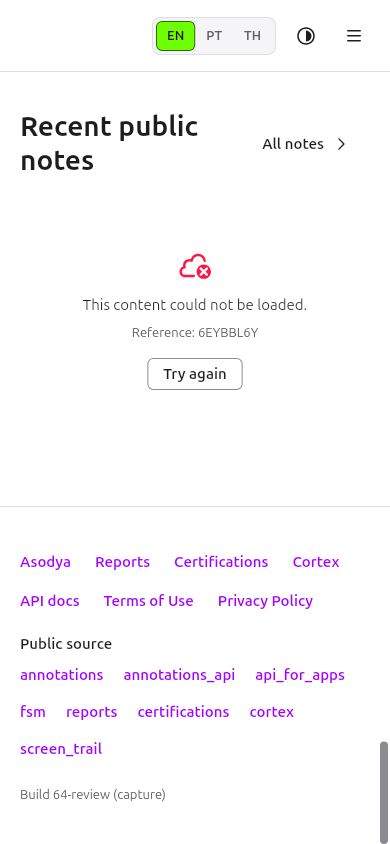 EN PT TH
Recent public
notes
All notes
This content could not be loaded.
Reference: 6EYBBL6Y
Try again
Asodya Reports Certifications Cortex
API docs Terms of Use Privacy Policy
Public source
annotations annotations_api api_for_apps
fsm reports certifications cortex
screen_trail
Build 64-review (capture)